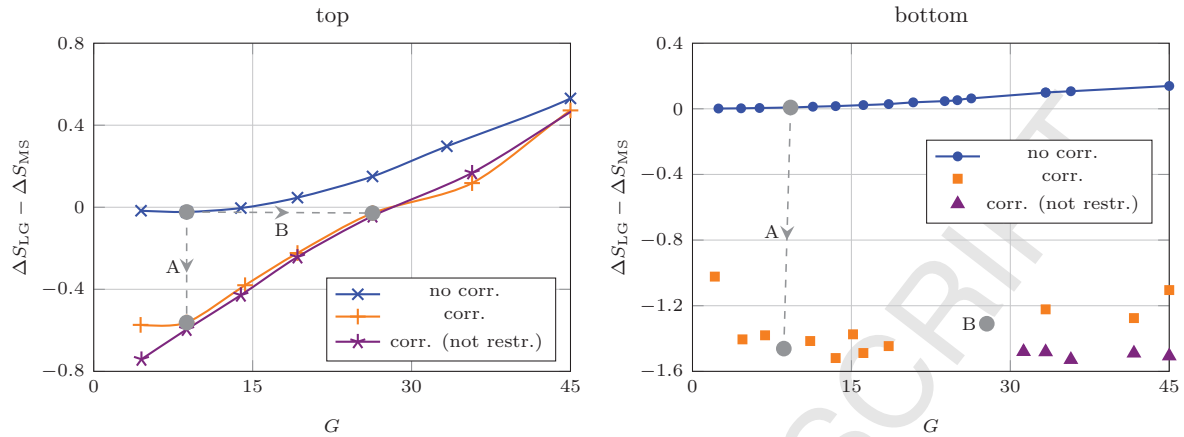 top
0.8
0.4
0
−0.4
−0.8
0
15
30
45
ΔS_LG − ΔS_MS
G
A
B
no corr.
corr.
corr. (not restr.)
bottom
0.4
0
−0.4
−0.8
−1.2
−1.6
0
15
30
45
ΔS_LG − ΔS_MS
G
A
B
no corr.
corr.
corr. (not restr.)
SCRIPT